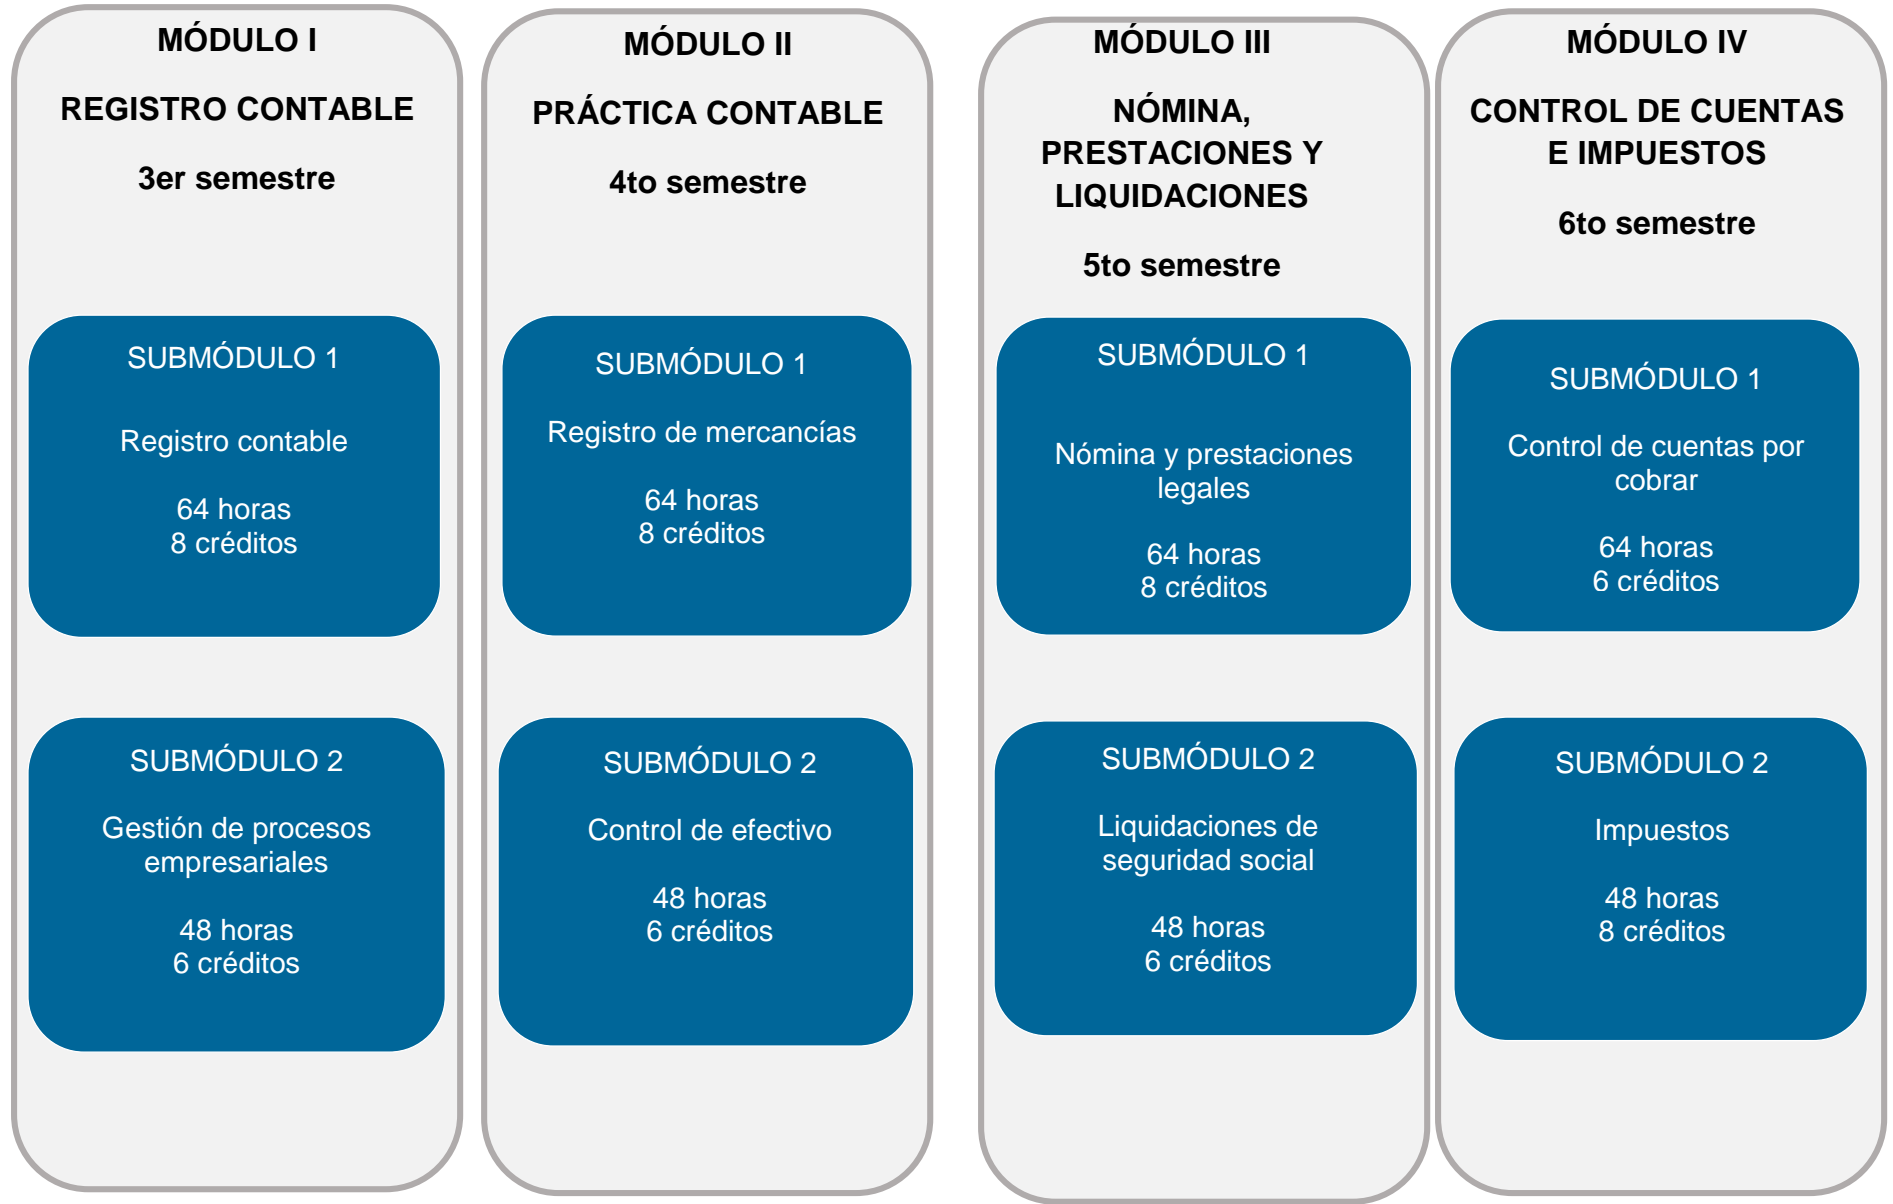 MÓDULO I
REGISTRO CONTABLE
3er semestre
SUBMÓDULO 1
Registro contable
64 horas
8 créditos
SUBMÓDULO 2
Gestión de procesos
empresariales
48 horas
6 créditos
MÓDULO II
PRÁCTICA CONTABLE
4to semestre
SUBMÓDULO 1
Registro de mercancías
64 horas
8 créditos
SUBMÓDULO 2
Control de efectivo
48 horas
6 créditos
MÓDULO III
NÓMINA,
PRESTACIONES Y
LIQUIDACIONES
5to semestre
SUBMÓDULO 1
Nómina y prestaciones
legales
64 horas
8 créditos
SUBMÓDULO 2
Liquidaciones de
seguridad social
48 horas
6 créditos
MÓDULO IV
CONTROL DE CUENTAS
E IMPUESTOS
6to semestre
SUBMÓDULO 1
Control de cuentas por
cobrar
64 horas
6 créditos
SUBMÓDULO 2
Impuestos
48 horas
8 créditos